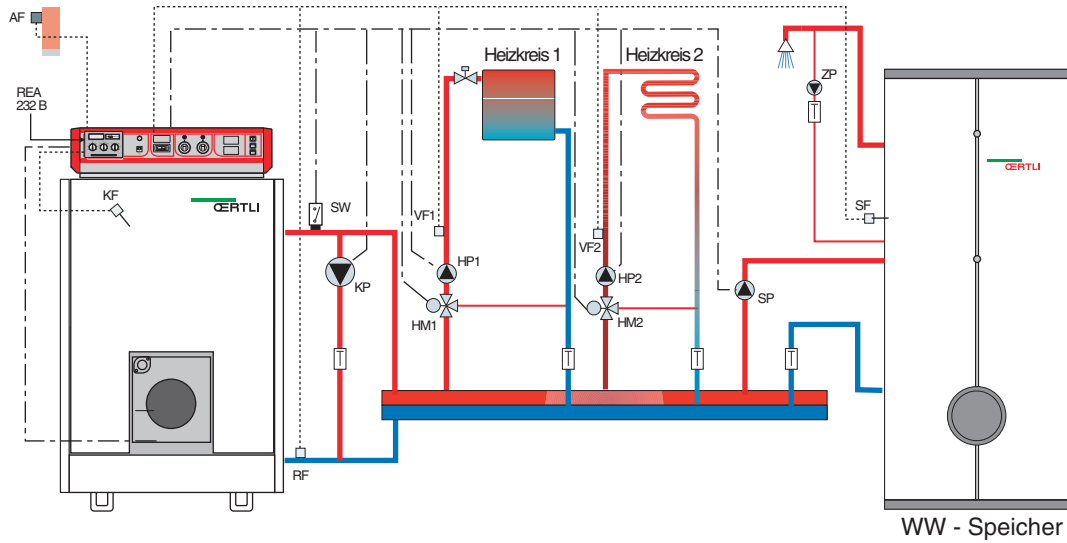 AF
Heizkreis 1
Heizkreis 2
ZP
REA
232 B
KF
ŒRTLI
SW
VF1
VF2
SF
ŒRTLI
HP1
HP2
KP
SP
HM1
HM2
T
T
T
T
T
RF
WW - Speicher